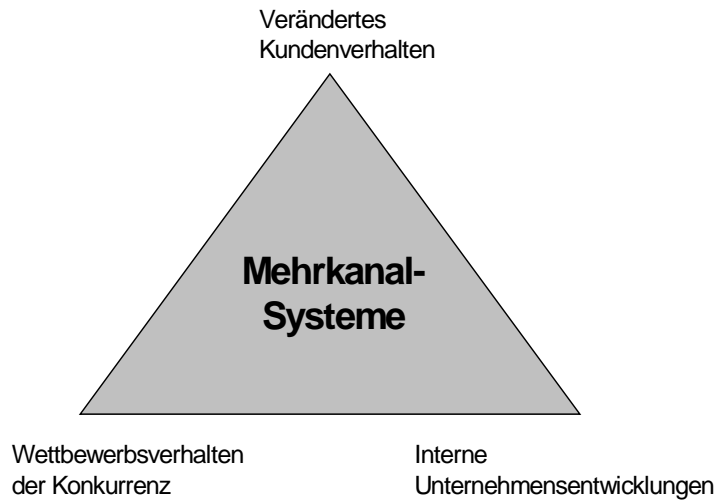 Verändertes
Kundenverhalten
Mehrkanal-
Systeme
Wettbewerbsverhalten
der Konkurrenz
Interne
Unternehmensentwicklungen